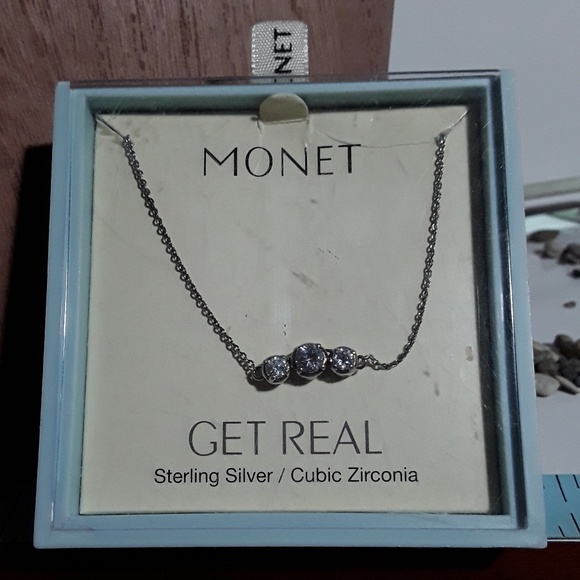 NET
MONET
GET REAL
Sterling Silver / Cubic Zirconia